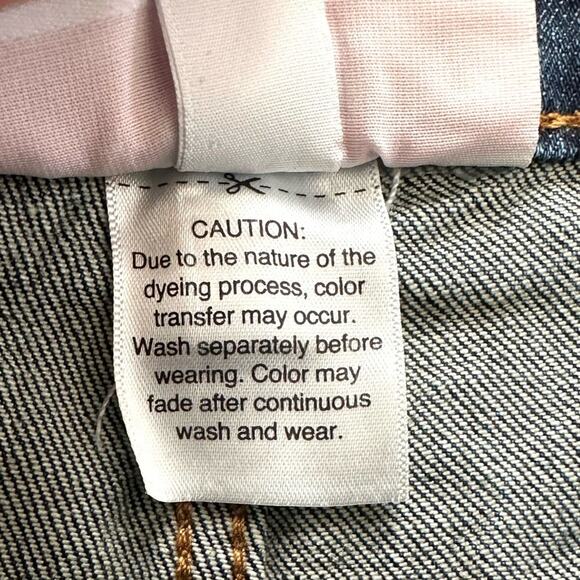 CAUTION:
Due to the nature of the
dyeing process, color
transfer may occur.
Wash separately before
wearing. Color may
fade after continuous
wash and wear.